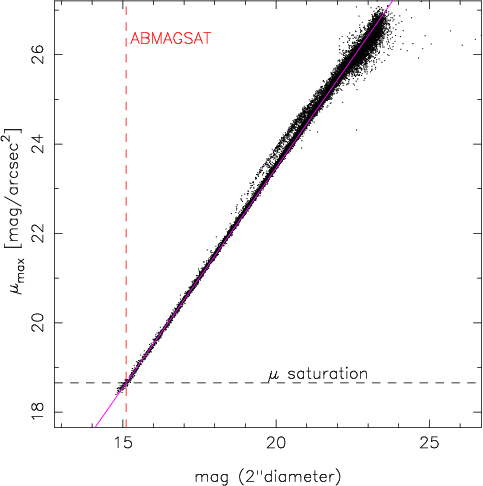 26
ABMAGSAT
24
μmax [mag/arcsec2]
22
20
μ saturation
18
15 20 25
mag (2"diameter)